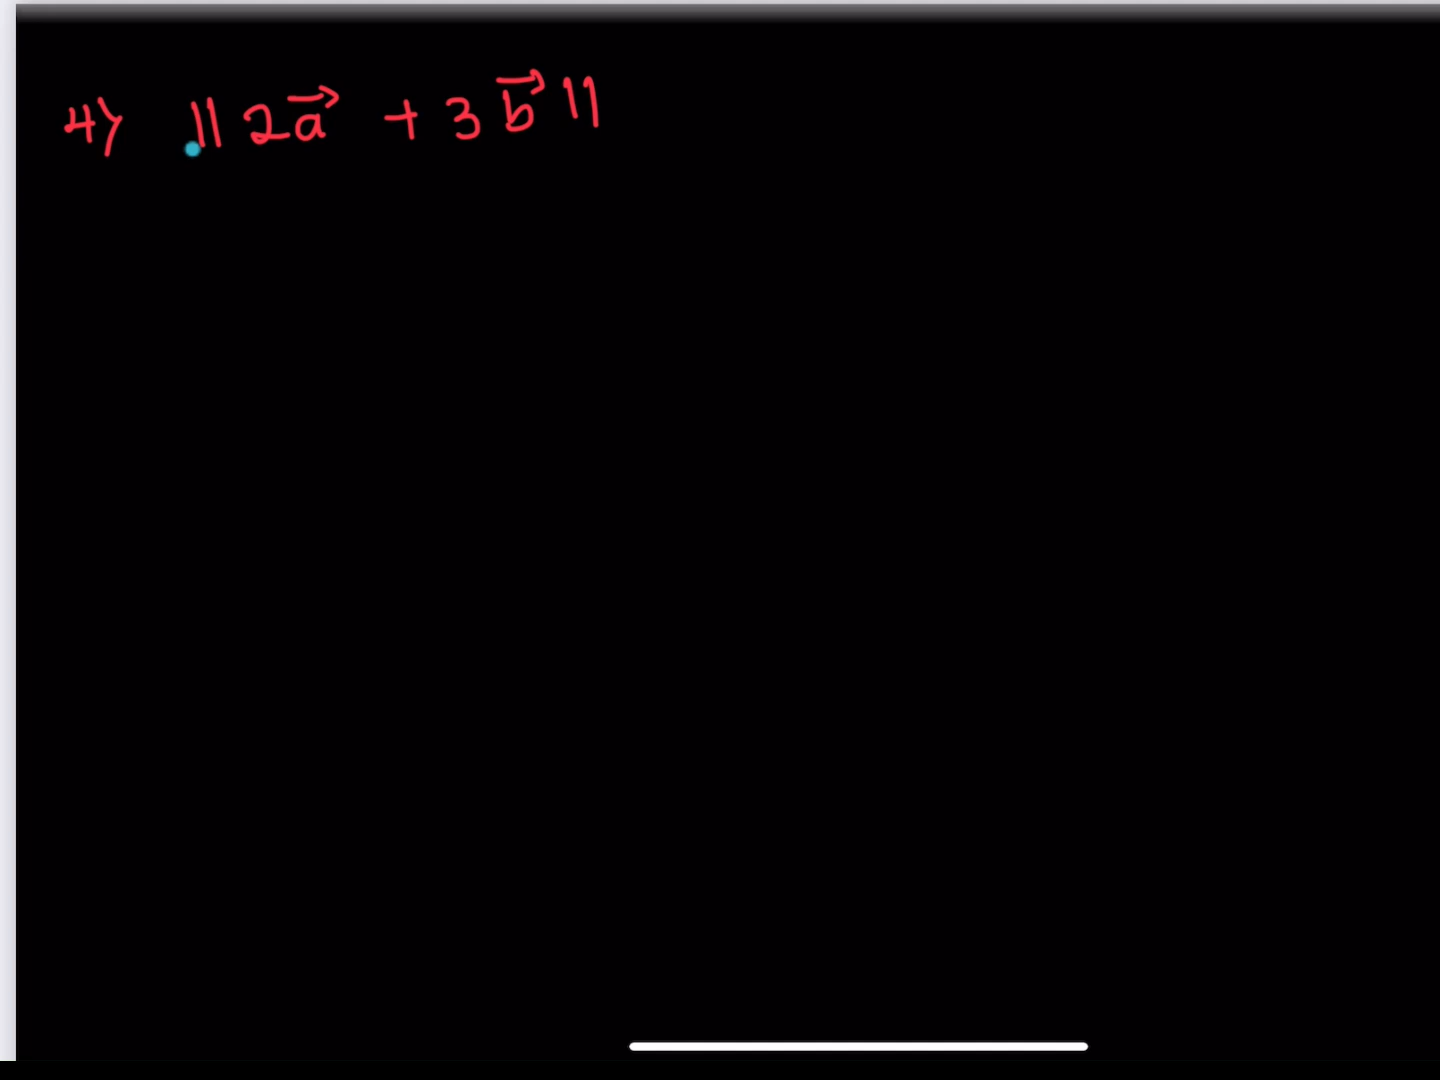 4) || 2a⃗ + 3b⃗ ||